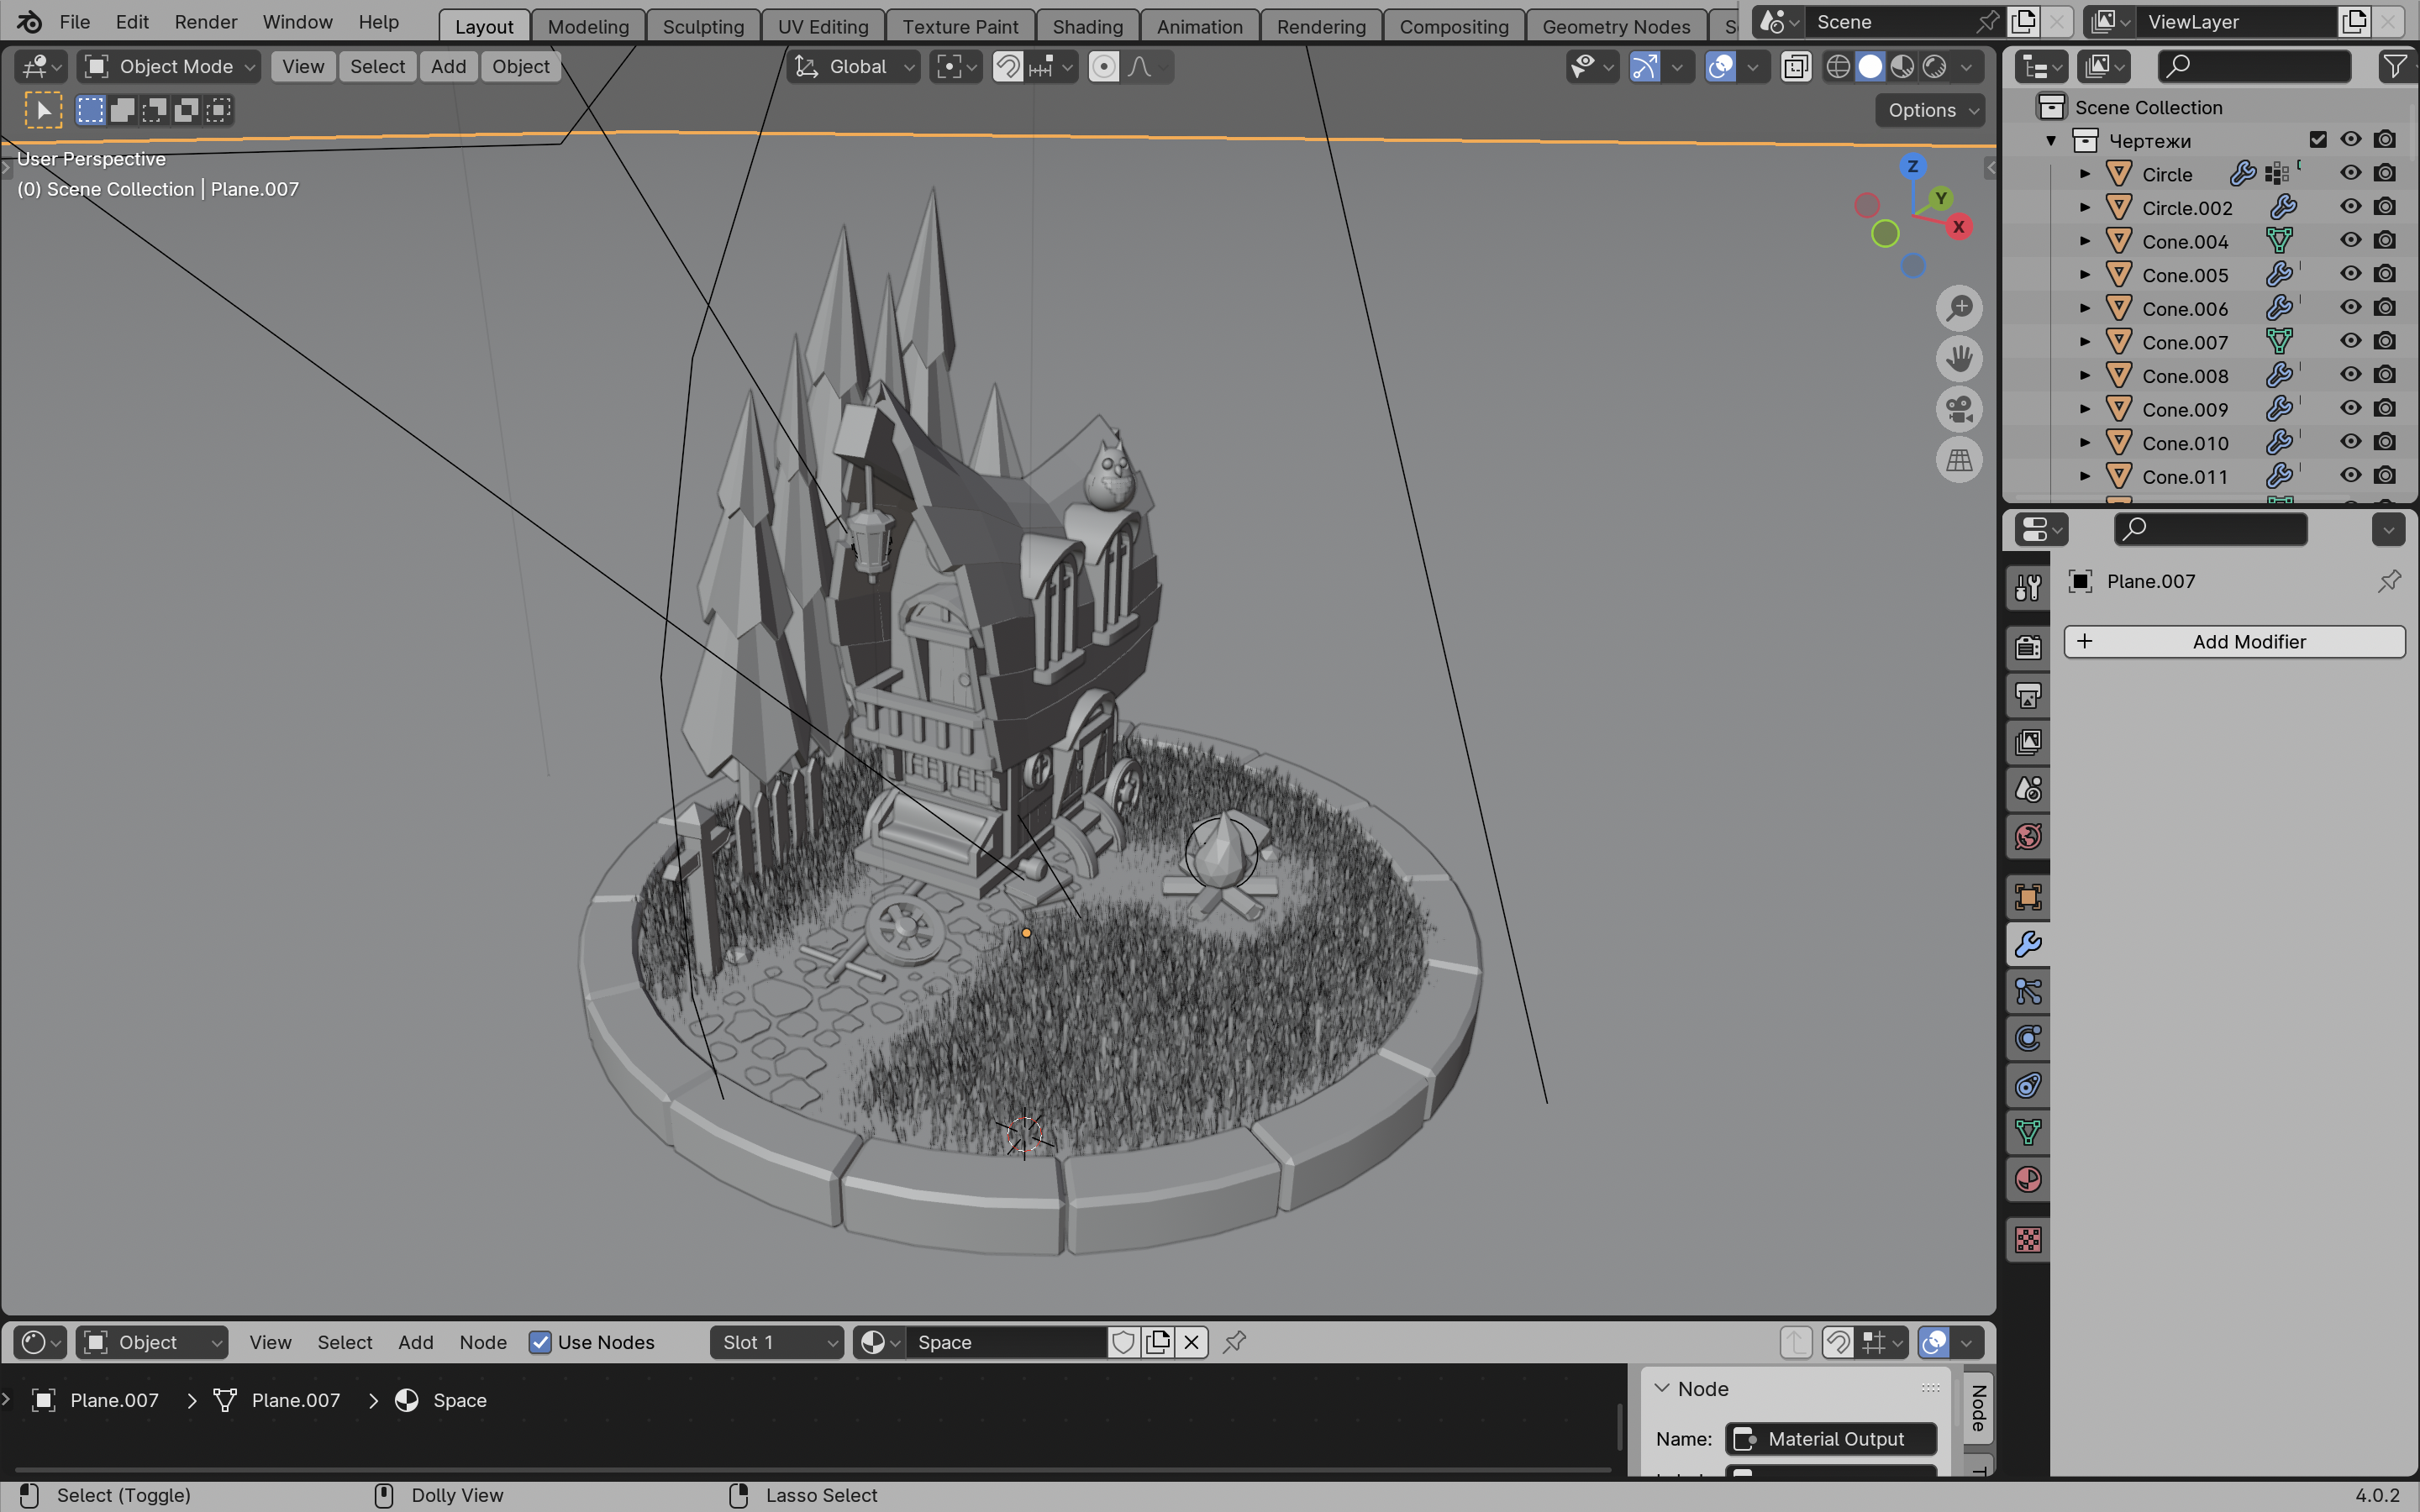 File Edit Render Window Help Layout Modeling Sculpting UV Editing Texture Paint Shading Animation Rendering Compositing Geometry Nodes Scene ViewLayer
Object Mode View Select Add Object Global
Options
User Perspective
(0) Scene Collection | Plane.007
Z
Y
X
Scene Collection
Чертежи
Circle
Circle.002
Cone.004
Cone.005
Cone.006
Cone.007
Cone.008
Cone.009
Cone.010
Cone.011
Plane.007
Add Modifier
Object View Select Add Node Use Nodes Slot 1 Space
Plane.007 > Plane.007 > Space
Node
Name: Material Output
Node
Select (Toggle) Dolly View Lasso Select 4.0.2